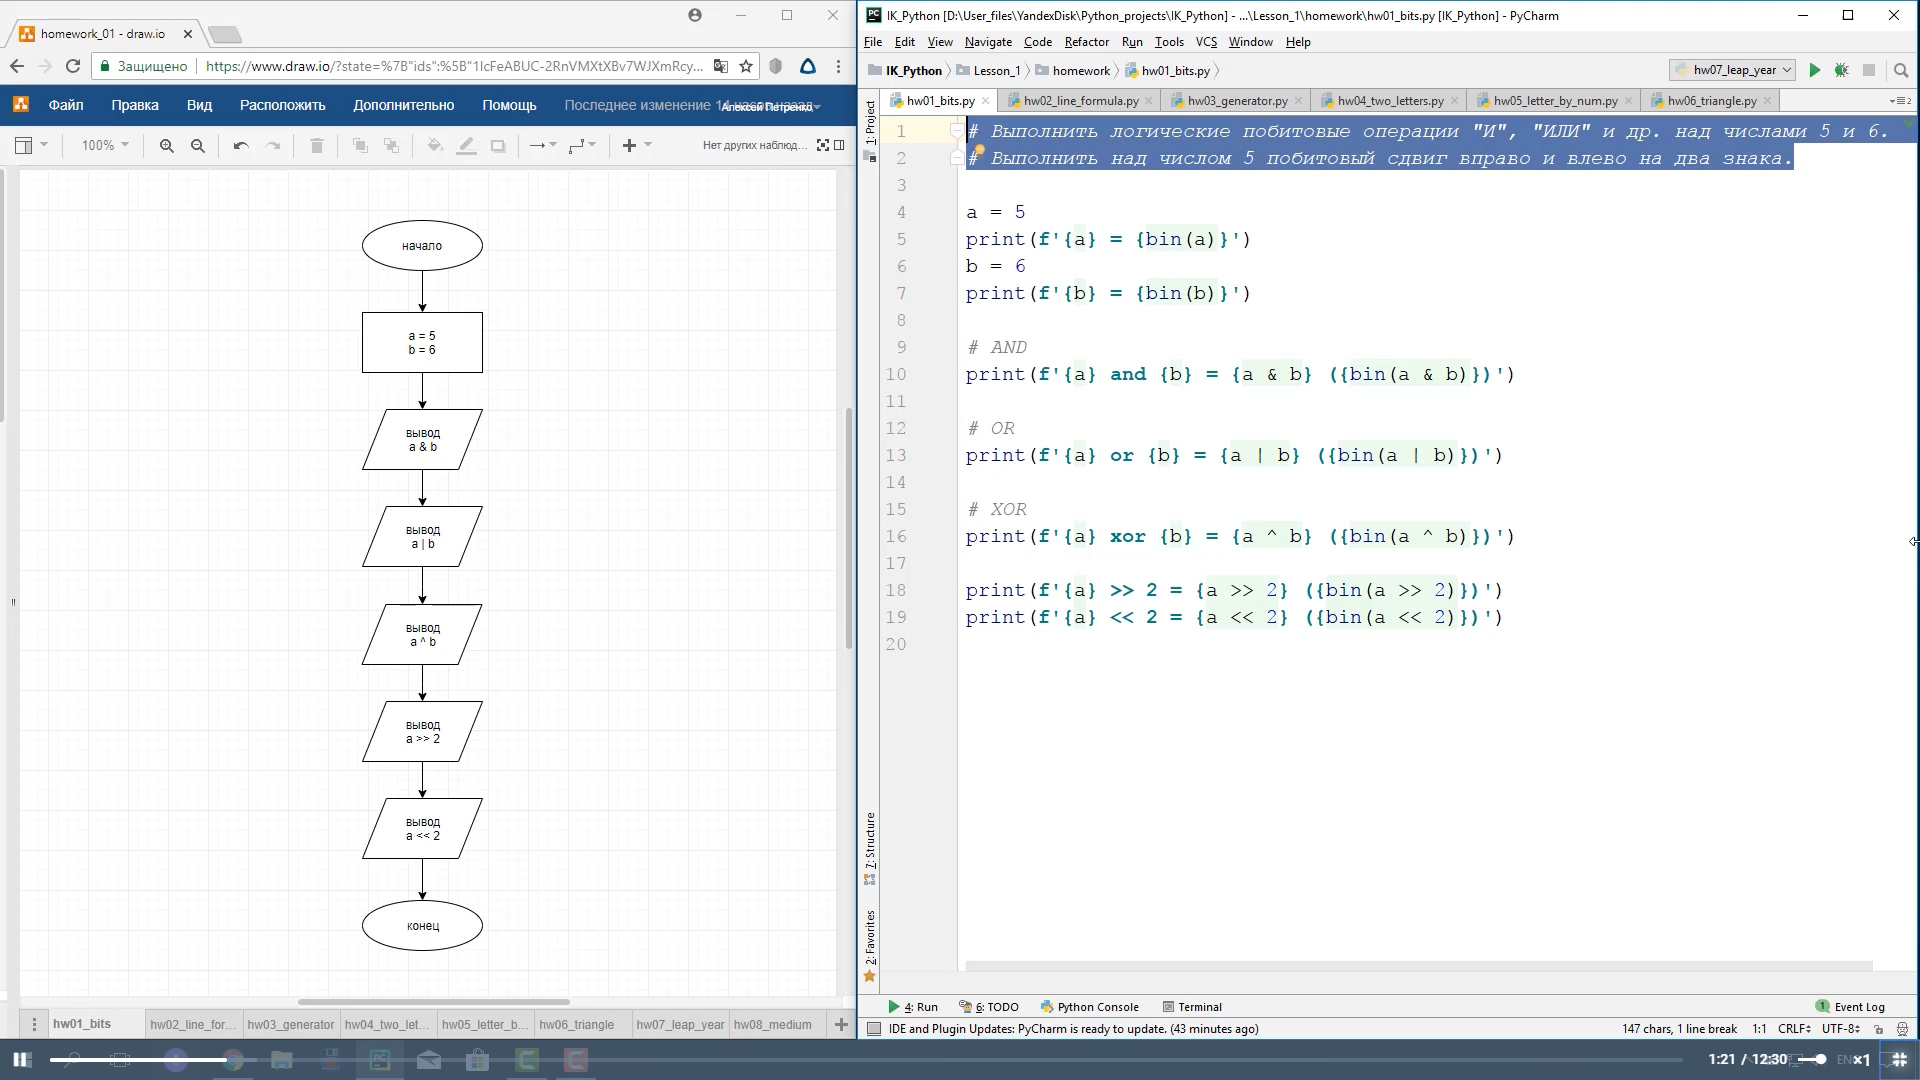 homework_01 - draw.io
Защищено
https://www.draw.io/?state=%7B"ids":%5B"1IcFeABUC-2RnVMXtXBv7WJXmRcy...
Файл
Правка
Вид
Расположить
Дополнительно
Помощь
Последнее изменение 14 часов назад
Алексей Петренко
100%
Нет других наблюд...
начало
a = 5
b = 6
вывод
a & b
вывод
a | b
вывод
a ^ b
вывод
a >> 2
вывод
a << 2
конец
hw01_bits
hw02_line_for...
hw03_generator
hw04_two_let...
hw05_letter_b...
hw06_triangle
hw07_leap_year
hw08_medium
IK_Python [D:\User_files\YandexDisk\Python_projects\IK_Python] - ...\Lesson_1\homework\hw01_bits.py [IK_Python] - PyCharm
File Edit View Navigate Code Refactor Run Tools VCS Window Help
IK_Python
Lesson_1
homework
hw01_bits.py
hw07_leap_year
hw01_bits.py
hw02_line_formula.py
hw03_generator.py
hw04_two_letters.py
hw05_letter_by_num.py
hw06_triangle.py
2
1: Project
7: Structure
2: Favorites
1 # Выполнить логические побитовые операции "И", "ИЛИ" и др. над числами 5 и 6.
2 # Выполнить над числом 5 побитовый сдвиг вправо и влево на два знака.
3
4 a = 5
5 print(f'{a} = {bin(a)}')
6 b = 6
7 print(f'{b} = {bin(b)}')
8
9 # AND
10 print(f'{a} and {b} = {a & b} ({bin(a & b)})')
11
12 # OR
13 print(f'{a} or {b} = {a | b} ({bin(a | b)})')
14
15 # XOR
16 print(f'{a} xor {b} = {a ^ b} ({bin(a ^ b)})')
17
18 print(f'{a} >> 2 = {a >> 2} ({bin(a >> 2)})')
19 print(f'{a} << 2 = {a << 2} ({bin(a << 2)})')
20
4: Run
6: TODO
Python Console
Terminal
1 Event Log
IDE and Plugin Updates: PyCharm is ready to update. (43 minutes ago)
147 chars, 1 line break
1:1
CRLF
UTF-8
1:21 / 12:30
×1